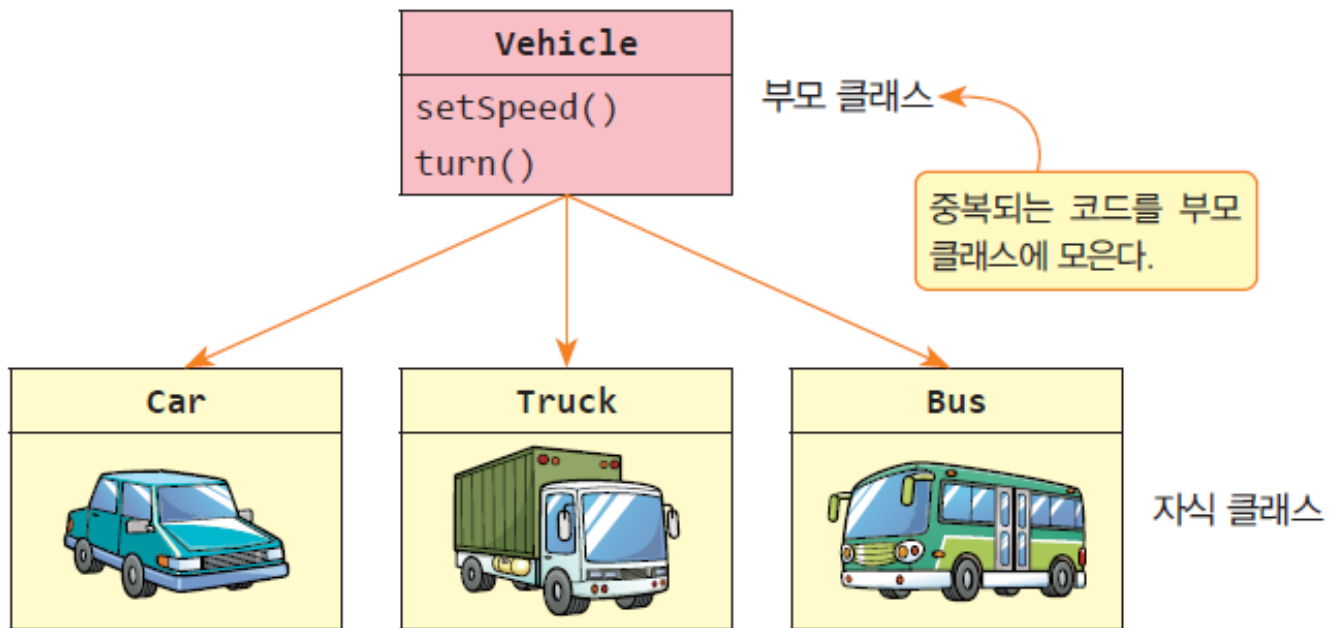 Vehicle
setSpeed()
turn()
부모 클래스
중복되는 코드를 부모
클래스에 모은다.
Car
Truck
Bus
자식 클래스